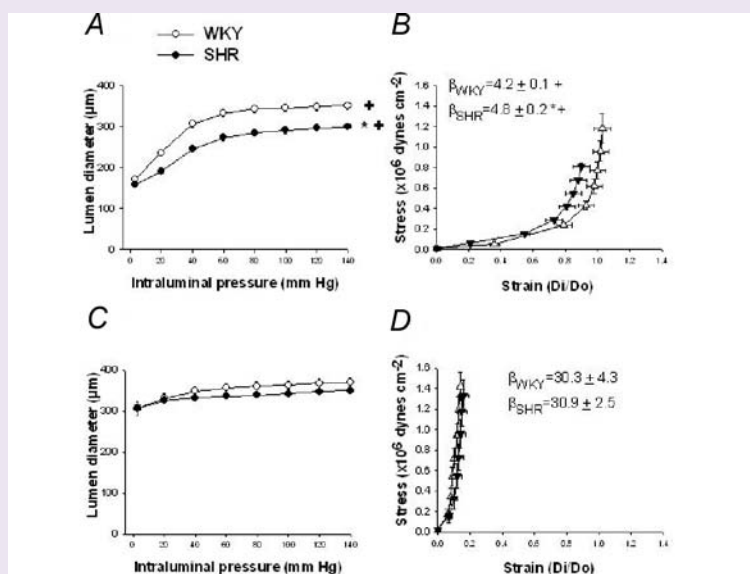 A
WKY
SHR
Lumen diameter (µm)
400
300
200
100
0
0 20 40 60 80 100 120 140
Intraluminal pressure (mm Hg)
B
βWKY=4.2 ± 0.1 +
βSHR=4.8 ± 0.2 *+
Stress (x10⁶ dynes cm⁻²)
1.6
1.4
1.2
1.0
0.8
0.6
0.4
0.2
0.0
0.0 0.2 0.4 0.6 0.8 1.0 1.2 1.4
Strain (Di/Do)
+
* +
C
Lumen diameter (µm)
400
300
200
100
0
0 20 40 60 80 100 120 140
Intraluminal pressure (mm Hg)
D
βWKY=30.3 ± 4.3
βSHR=30.9 ± 2.5
Stress (x10⁶ dynes cm⁻²)
1.6
1.4
1.2
1.0
0.8
0.6
0.4
0.2
0.0
0.0 0.2 0.4 0.6 0.8 1.0 1.2 1.4
Strain (Di/Do)